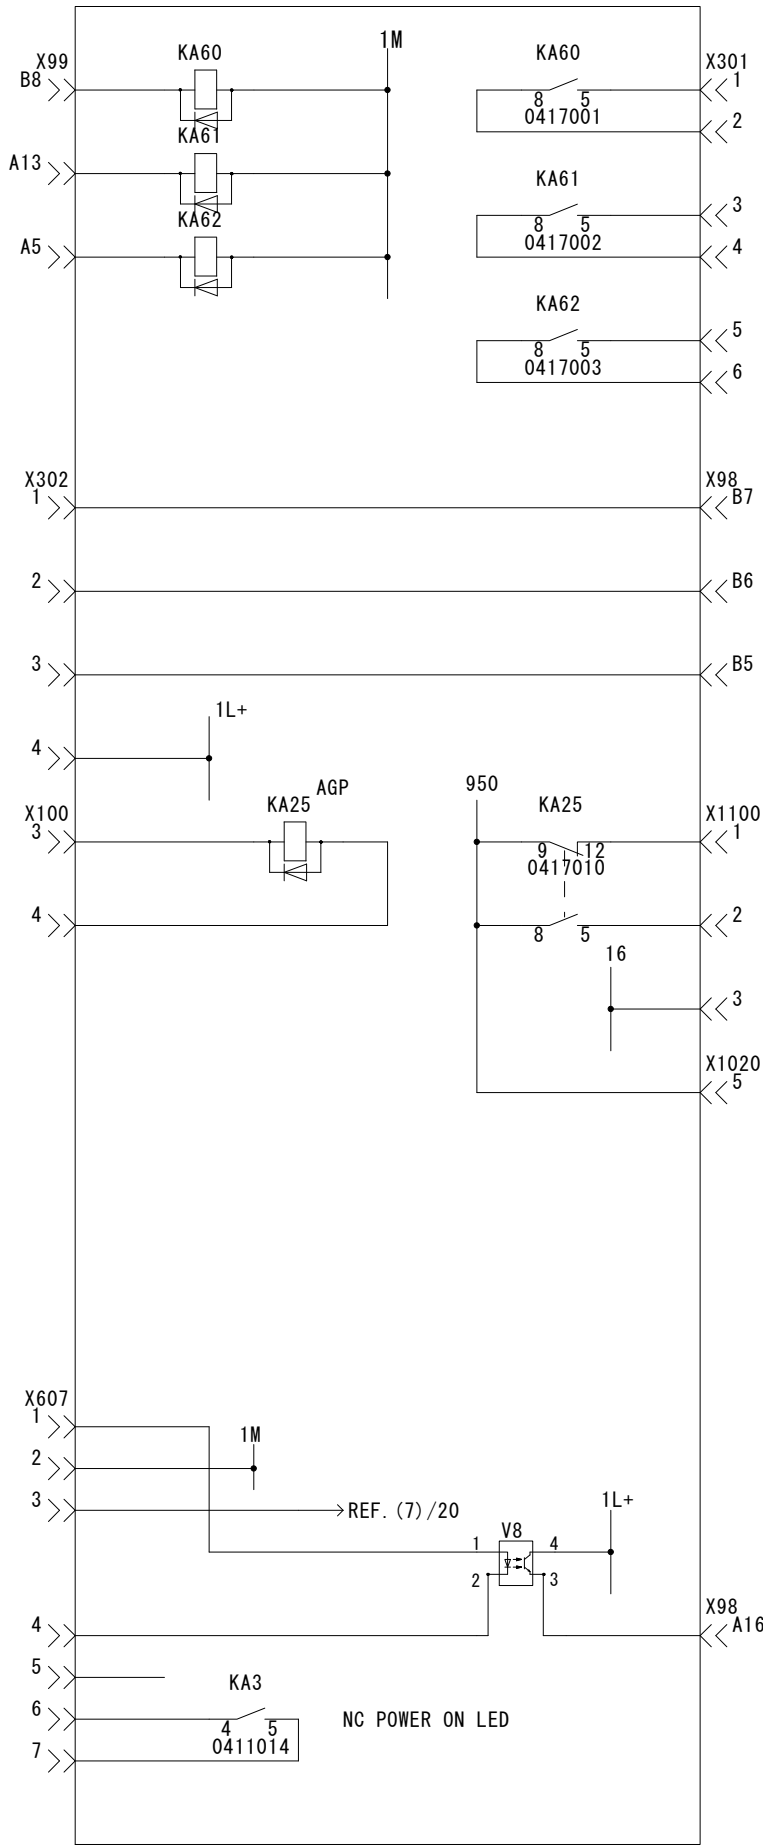 1M
KA60
KA60
X99
X301
B8
1
8 5
0417001
2
KA61
A13
KA61
3
8 5
0417002
4
KA62
A5
KA62
5
8 5
0417003
6
X302
X98
1
B7
2
B6
3
B5
1L+
4
AGP
950
KA25
KA25
X100
X1100
3
1
9 12
0417010
4
2
8 5
16
3
X1020
5
X607
1
1M
2
3
REF.(7)/20
1L+
V8
1
4
2
3
X98
4
A16
5
KA3
6
NC POWER ON LED
4 5
0411014
7